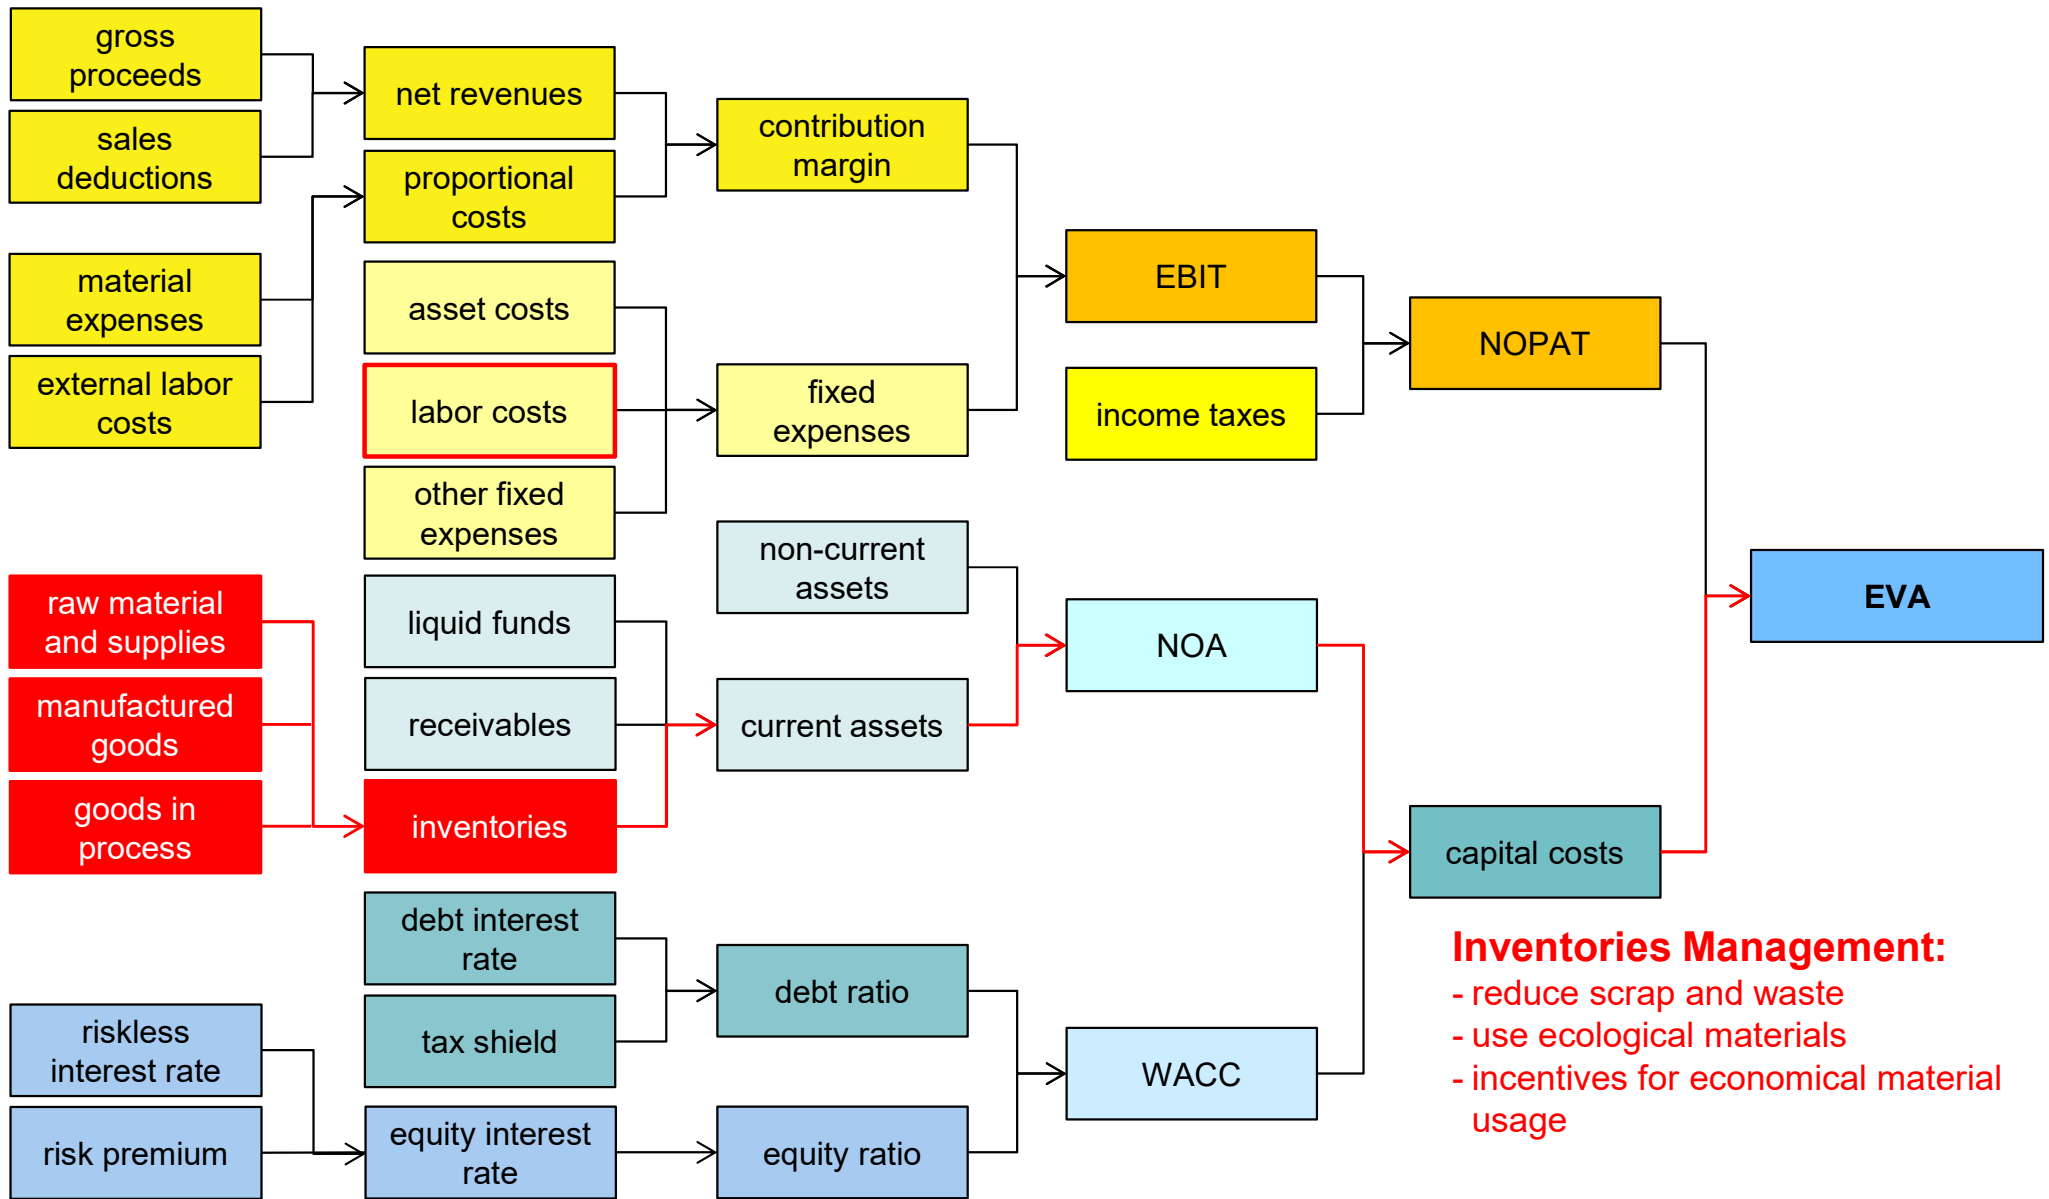 gross
proceeds
sales
deductions
material
expenses
external labor
costs
raw material
and supplies
manufactured
goods
goods in
process
riskless
interest rate
risk premium
net revenues
proportional
costs
asset costs
labor costs
other fixed
expenses
liquid funds
receivables
inventories
debt interest
rate
tax shield
equity interest
rate
contribution
margin
fixed
expenses
non-current
assets
current assets
debt ratio
equity ratio
EBIT
income taxes
NOA
WACC
NOPAT
capital costs
EVA
Inventories Management:
- reduce scrap and waste
- use ecological materials
- incentives for economical material
usage